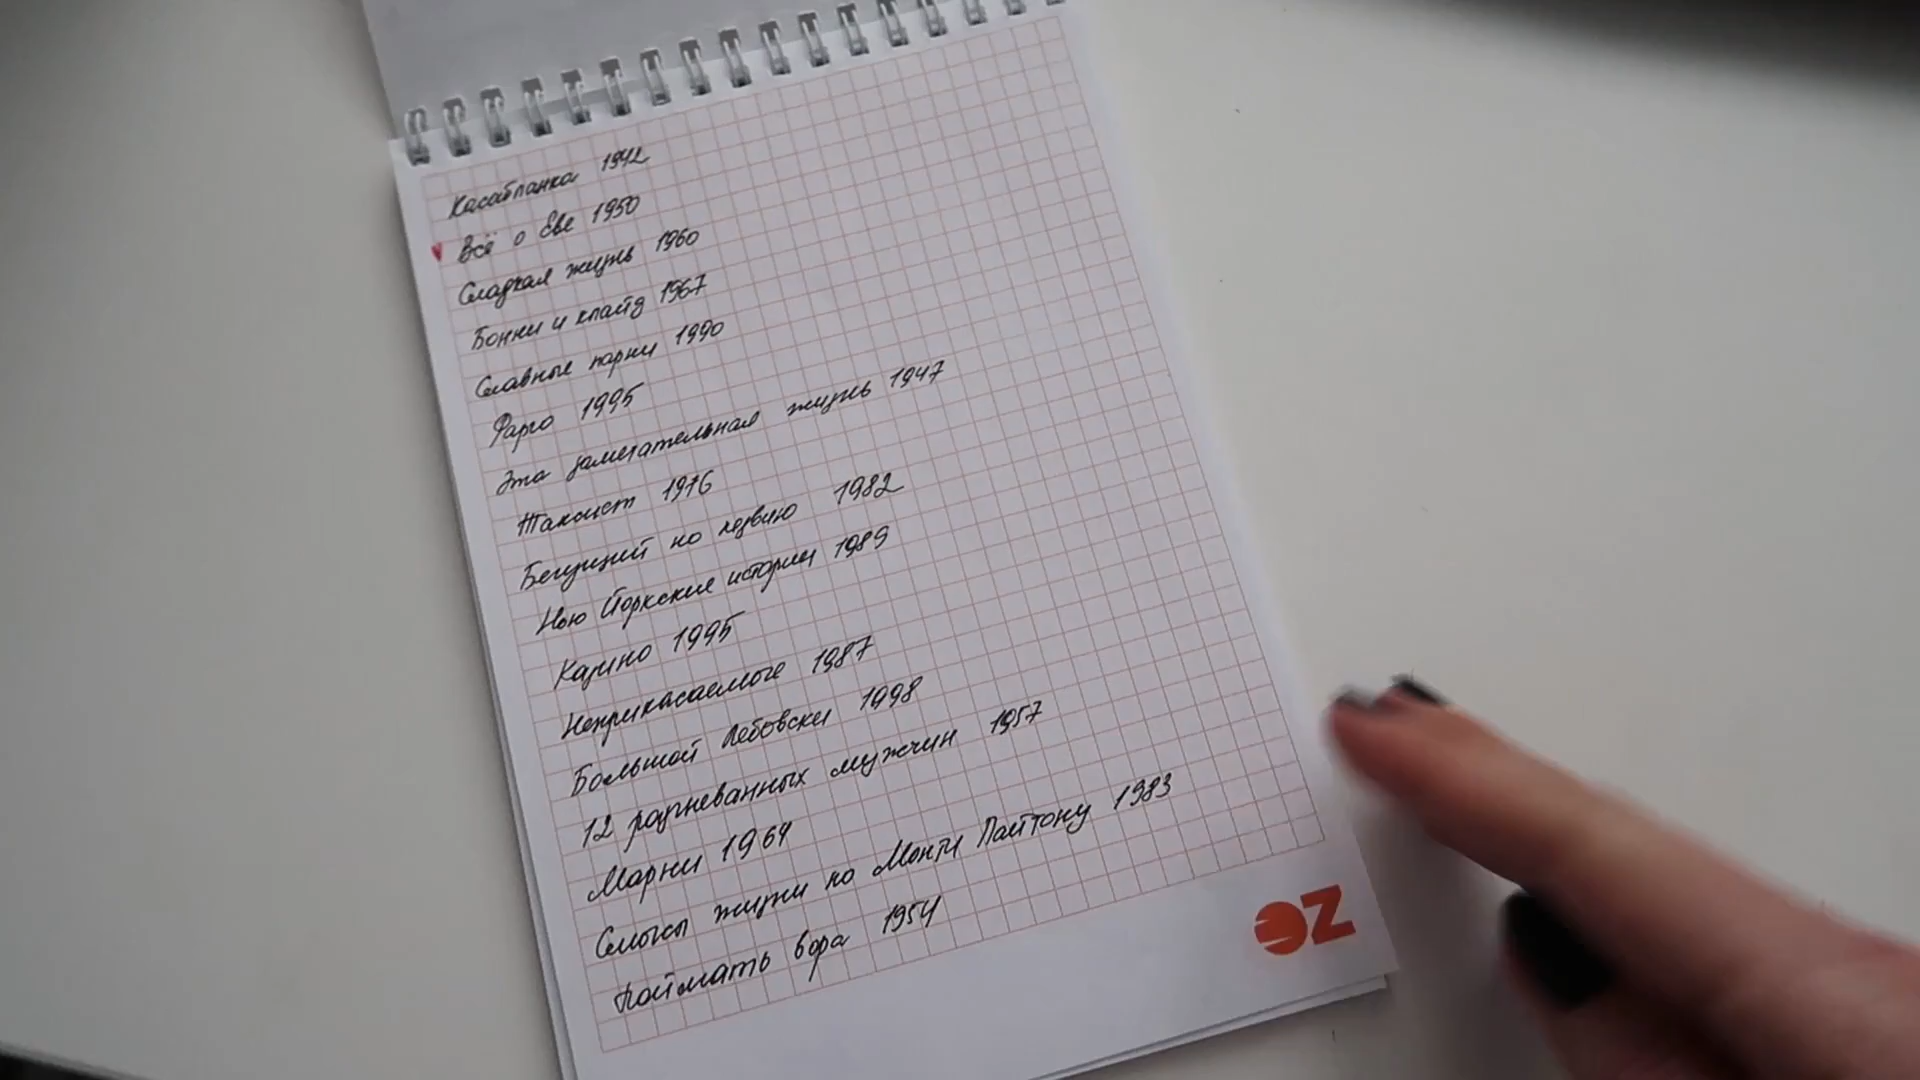 Касабланка 1942
Всё о Еве 1950
Сладкая жизнь 1960
Бонни и клайд 1967
Славные парни 1990
Фарго 1995
Эта замечательная жизнь 1947
Таксист 1976
Бегущий по лезвию 1982
Нью Йоркские истории 1989
Казино 1995
Неприкасаемые 1987
Большой Лебовски 1998
12 разгневанных мужчин 1957
Марни 1964
Смысл жизни по Монти Пайтону 1983
Поймать вора 1954
OZ